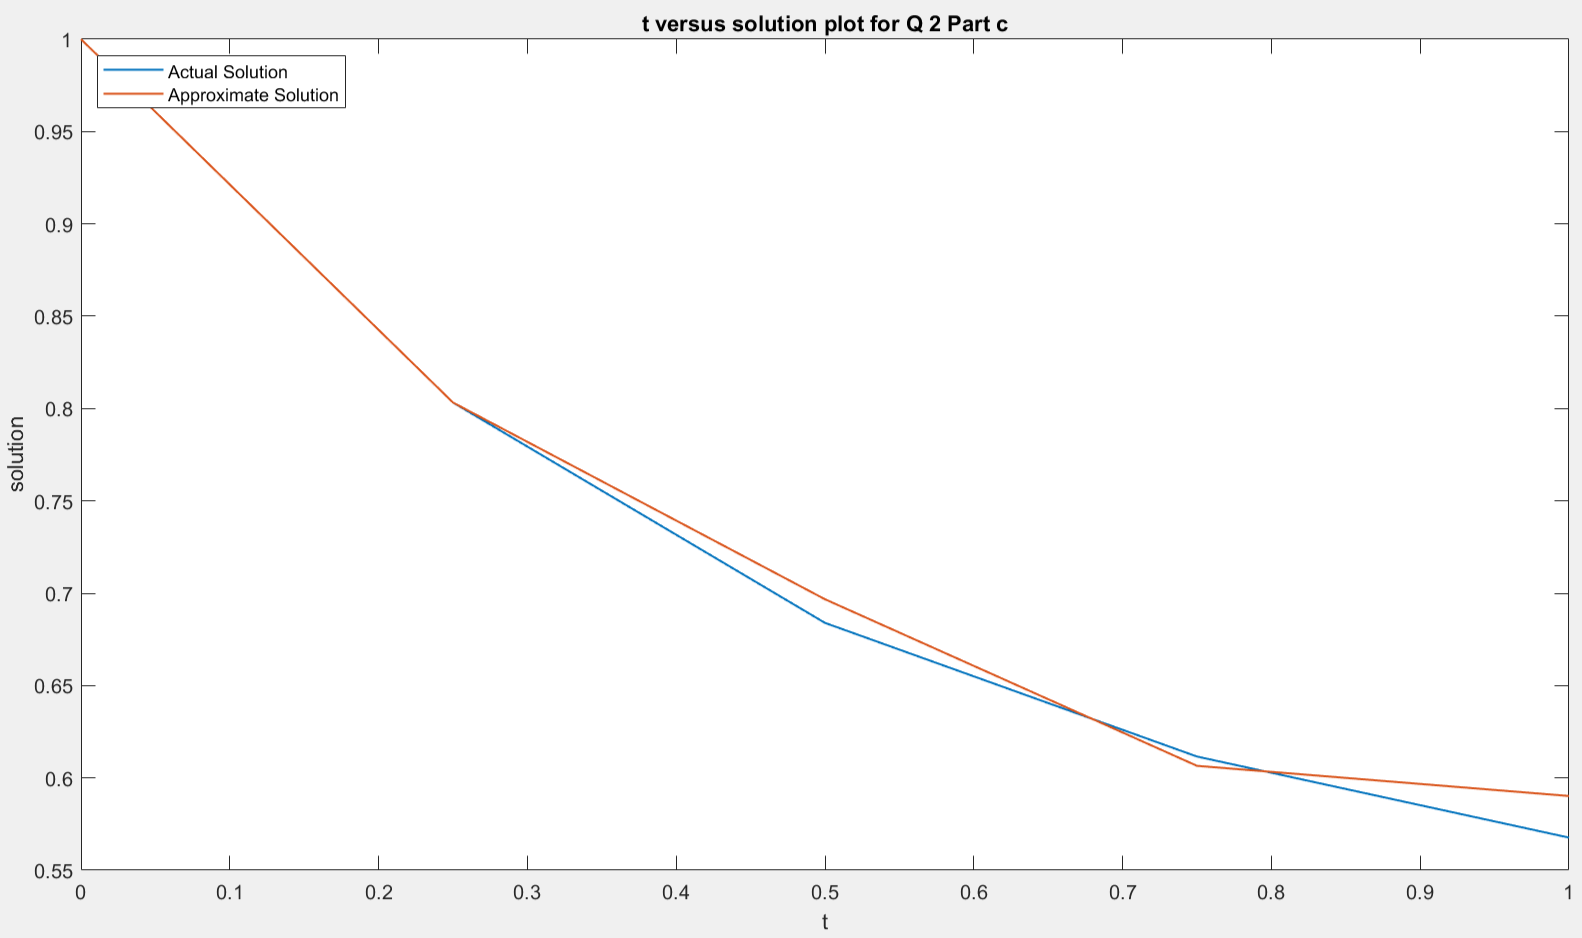 t versus solution plot for Q 2 Part c
1
Actual Solution
Approximate Solution
0.95
0.9
0.85
0.8
0.75
0.7
0.65
0.6
0.55
solution
0 0.1 0.2 0.3 0.4 0.5 0.6 0.7 0.8 0.9 1
t